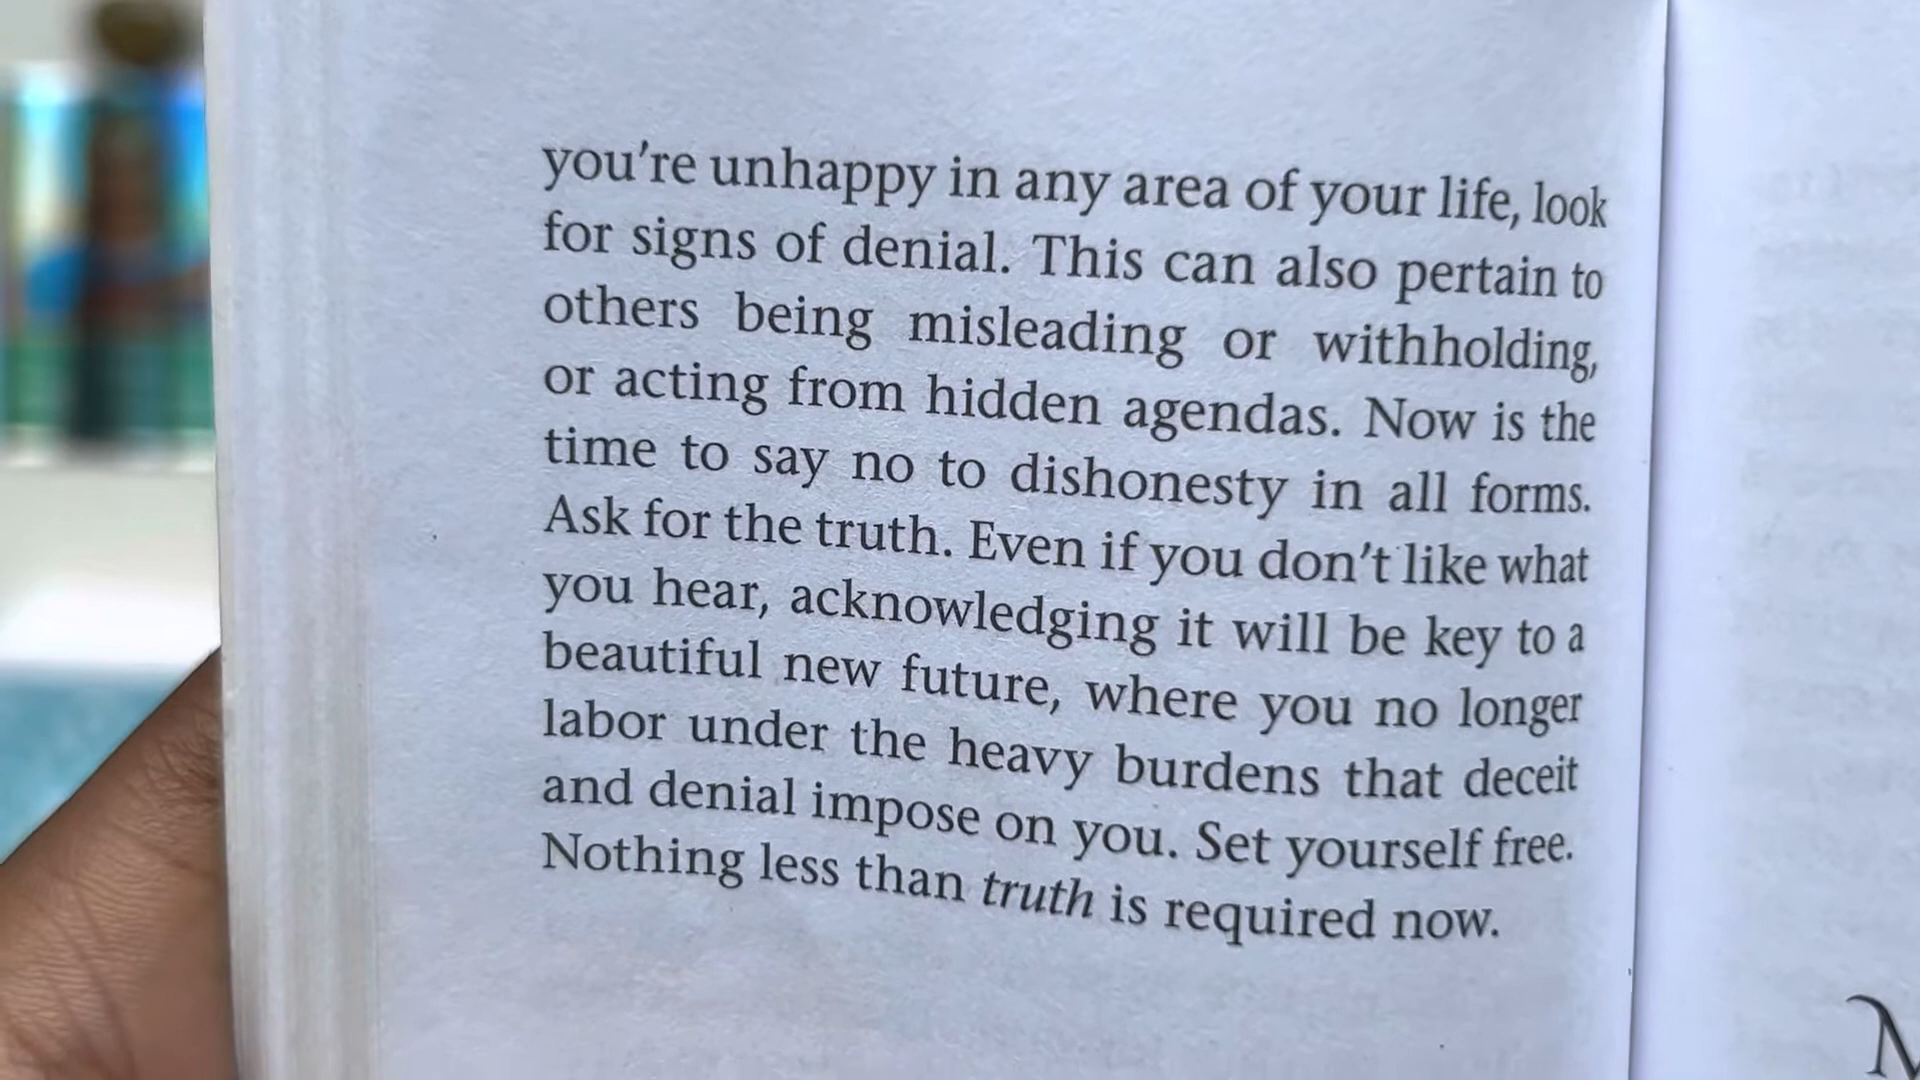 you're unhappy in any area of your life, look
for signs of denial. This can also pertain to
others being misleading or withholding,
or acting from hidden agendas. Now is the
time to say no to dishonesty in all forms.
Ask for the truth. Even if you don't like what
you hear, acknowledging it will be key to a
beautiful new future, where you no longer
labor under the heavy burdens that deceit
and denial impose on you. Set yourself free.
Nothing less than truth is required now.